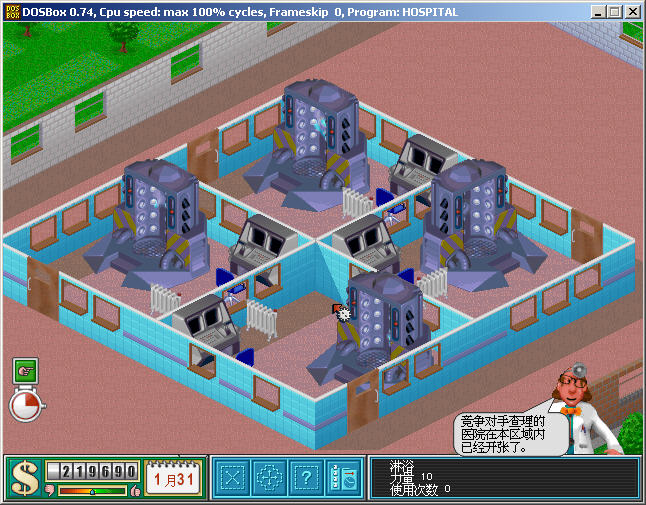 DOSBox 0.74, Cpu speed: max 100% cycles, Frameskip 0, Program: HOSPITAL
竞争对手查理的
医院在本区域内
已经开张了。
$ 219690
1月31
?
淋浴
力量 10
使用次数 0